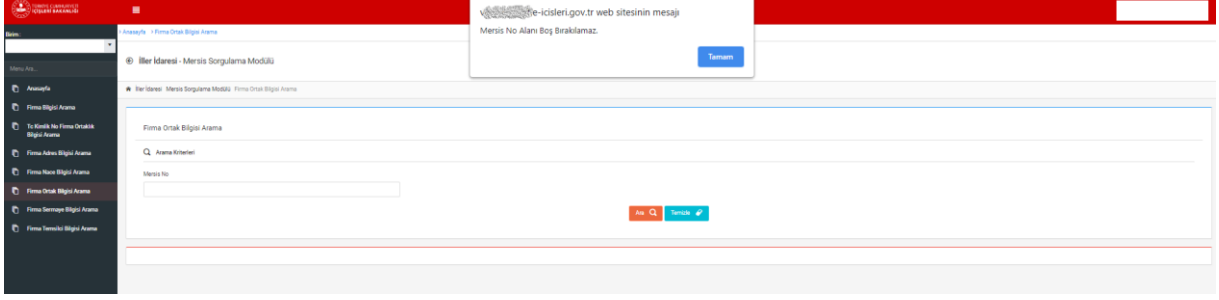 TÜRKİYE CUMHURİYETİ
İÇİŞLERİ BAKANLIĞI
e-icisleri.gov.tr web sitesinin mesajı
Mersis No Alanı Boş Bırakılamaz.
Tamam
Birim:
Menu Ara...
Anasayfa
Firma Bilgisi Arama
Tc Kimlik No Firma Ortaklık
Bilgisi Arama
Firma Adres Bilgisi Arama
Firma Nace Bilgisi Arama
Firma Ortak Bilgisi Arama
Firma Sermaye Bilgisi Arama
Firma Temsilci Bilgisi Arama
› Anasayfa › Firma Ortak Bilgisi Arama
İller İdaresi - Mersis Sorgulama Modülü
İller İdaresi Mersis Sorgulama Modülü Firma Ortak Bilgisi Arama
Firma Ortak Bilgisi Arama
Arama Kriterleri
Mersis No
Ara
Temizle